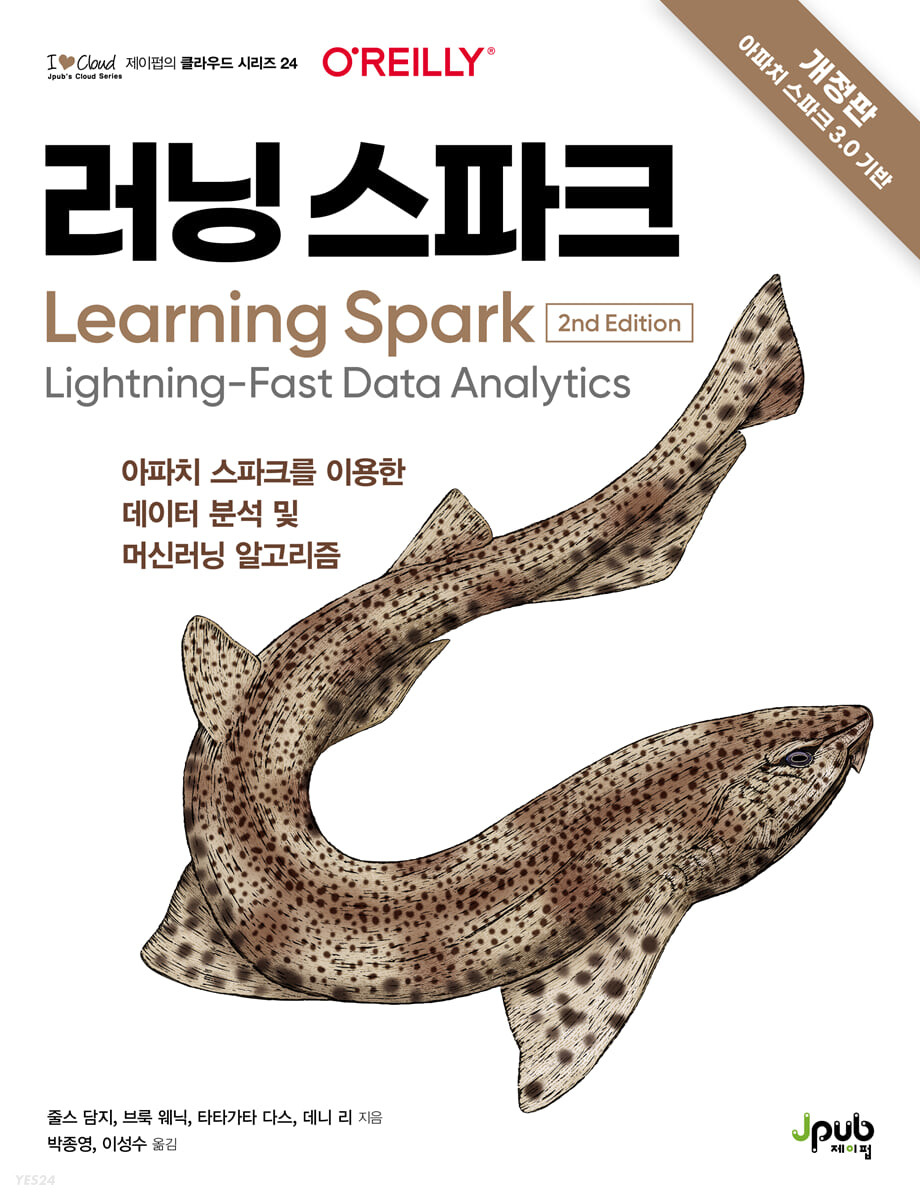 I ♥ Cloud 제이펍의 클라우드 시리즈 24
Jpub's Cloud Series
O'REILLY®
개정판
아파치 스파크 3.0 기반
러닝 스파크
Learning Spark 2nd Edition
Lightning-Fast Data Analytics
아파치 스파크를 이용한
데이터 분석 및
머신러닝 알고리즘
줄스 담지, 브룩 웨닉, 타타가타 다스, 데니 리 지음
박종영, 이성수 옮김
Jpub
제이펍
YES24